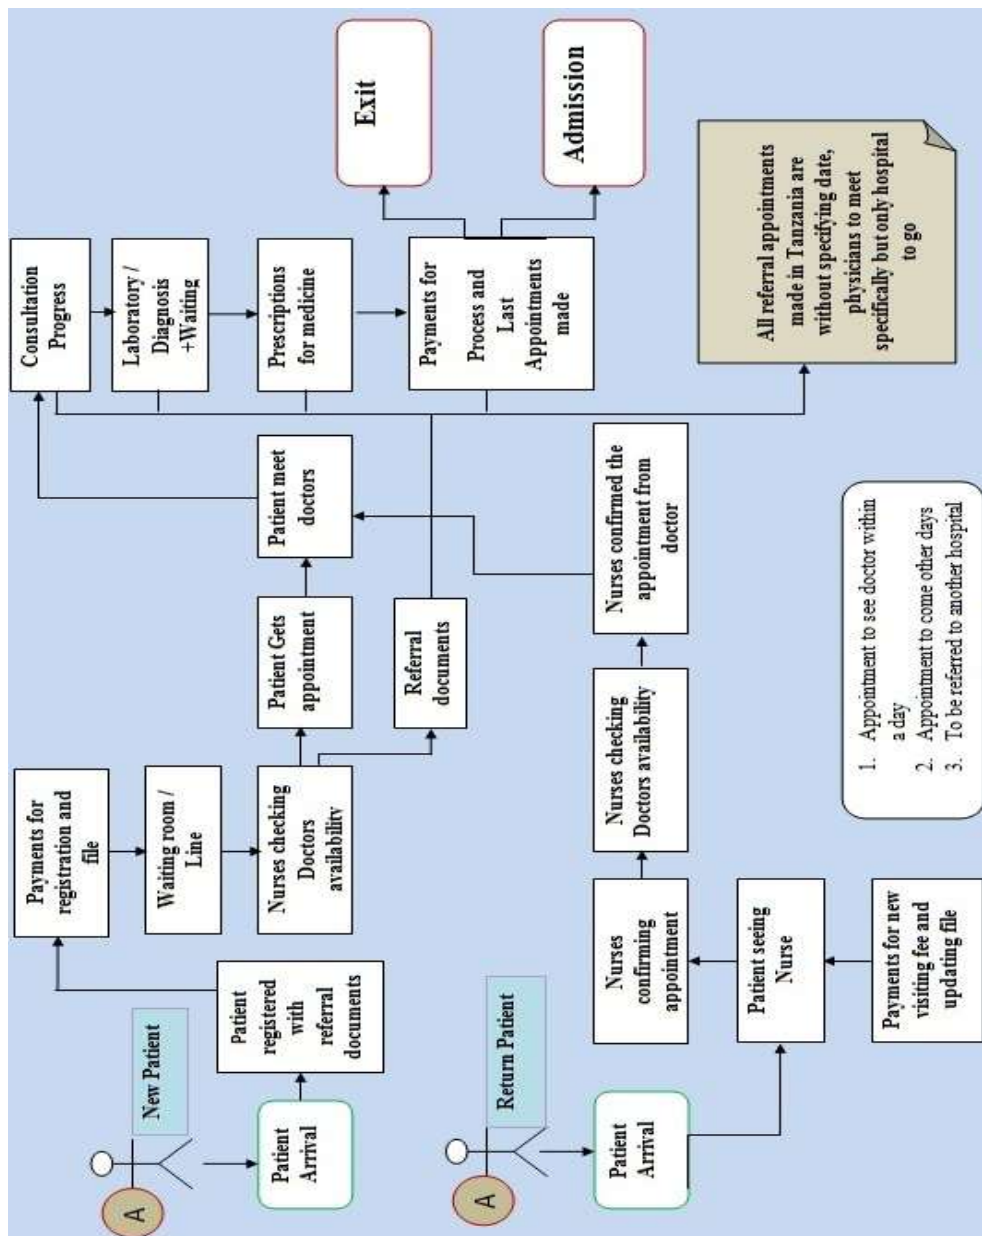 A
New Patient
Patient
Arrival
Patient
registered
with
referral
documents
Payments for
registration and
file
Waiting room /
Line
Nurses checking
Doctors
availability
Patient Gets
appointment
Referral
documents
Patient meet
doctors
Consultation
Progress
Laboratory /
Diagnosis
+Waiting
Prescriptions
for medicine
Payments for
Process and
Last
Appointments
made
Exit
Admission
A
Return Patient
Patient
Arrival
Payments for new
visiting fee and
updating file
Patient seeing
Nurse
Nurses
confirming
appointment
Nurses checking
Doctors availability
Nurses confirmed the
appointment from
doctor
1. Appointment to see doctor within
a day
2. Appointment to come other days
3. To be referred to another hospital
All referral appointments
made in Tanzania are
without specifying date,
physicians to meet
specifically but only hospital
to go